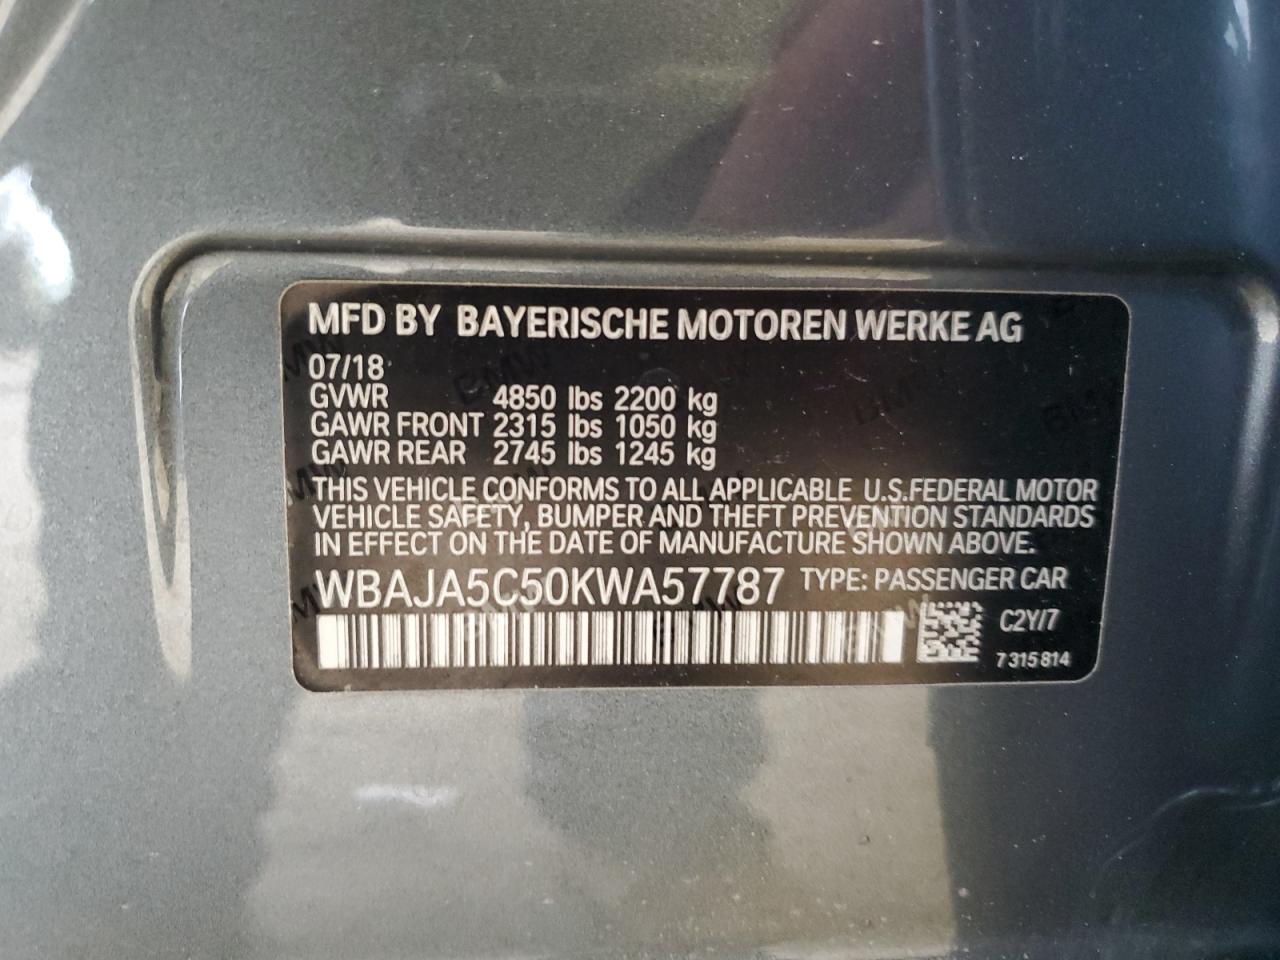 MFD BY BAYERISCHE MOTOREN WERKE AG
07/18
GVWR 4850 lbs 2200 kg
GAWR FRONT 2315 lbs 1050 kg
GAWR REAR 2745 lbs 1245 kg
THIS VEHICLE CONFORMS TO ALL APPLICABLE U.S.FEDERAL MOTOR
VEHICLE SAFETY, BUMPER AND THEFT PREVENTION STANDARDS
IN EFFECT ON THE DATE OF MANUFACTURE SHOWN ABOVE.
WBAJA5C50KWA57787 TYPE: PASSENGER CAR
C2Y/7
7 315 814